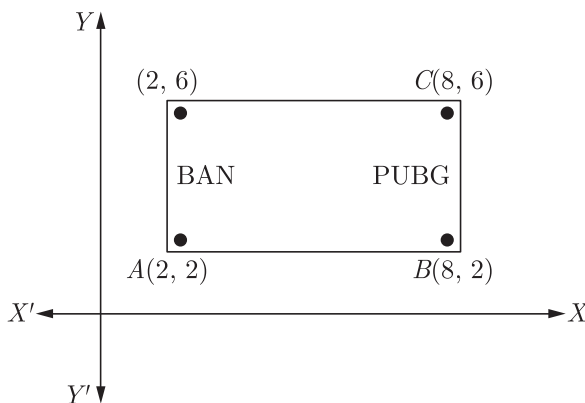 Y
(2, 6) C(8, 6)
BAN PUBG
A(2, 2) B(8, 2)
X′ X
Y′